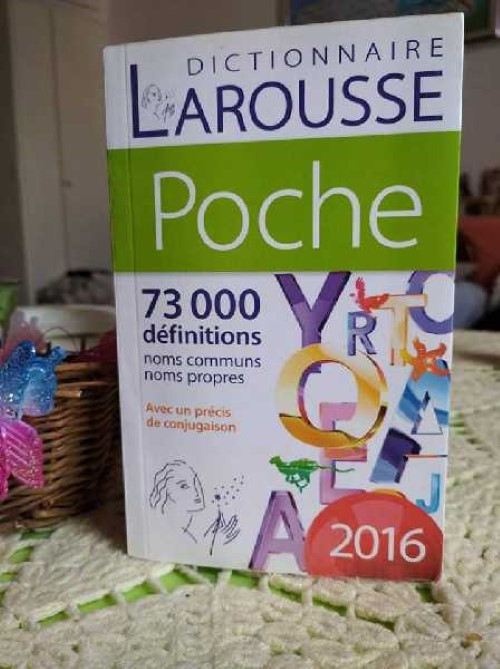 DICTIONNAIRE
LAROUSSE
Poche
73 000
définitions
noms communs
noms propres
Avec un précis
de conjugaison
Y
R T O
O
E
A J
A
2016